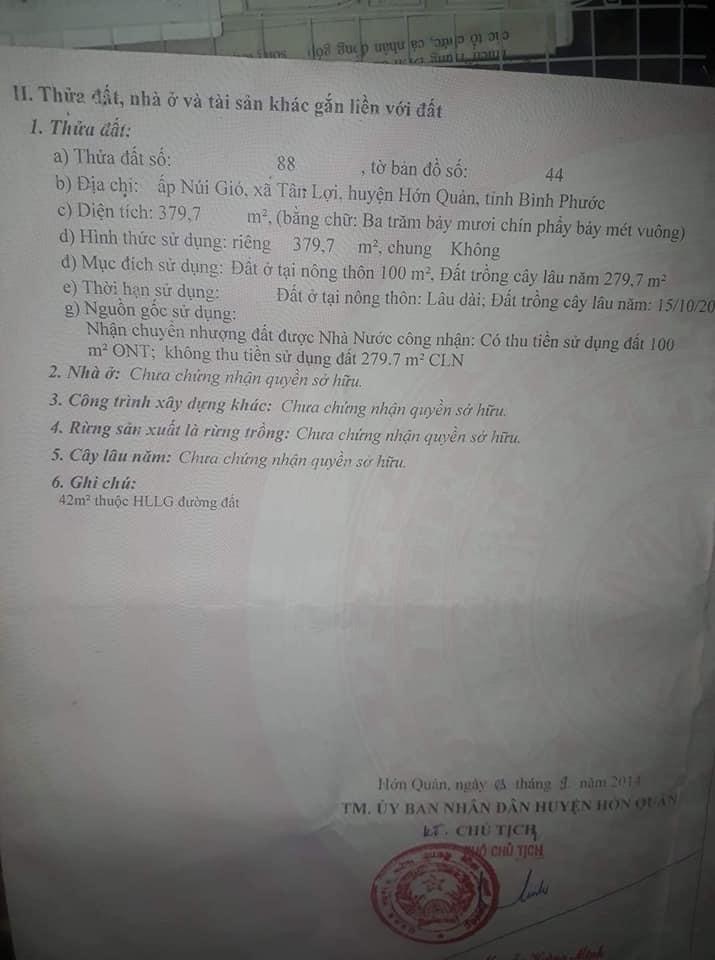 II. Thửa đất, nhà ở và tài sản khác gắn liền với đất
1. Thửa đất:
a) Thửa đất số: 88 , tờ bản đồ số: 44
b) Địa chỉ: ấp Núi Gió, xã Tân Lợi, huyện Hớn Quản, tỉnh Bình Phước
c) Diện tích: 379,7 m², (bằng chữ: Ba trăm bảy mươi chín phẩy bảy mét vuông)
d) Hình thức sử dụng: riêng 379,7 m², chung Không
đ) Mục đích sử dụng: Đất ở tại nông thôn 100 m², Đất trồng cây lâu năm 279,7 m²
e) Thời hạn sử dụng: Đất ở tại nông thôn: Lâu dài; Đất trồng cây lâu năm: 15/10/20
g) Nguồn gốc sử dụng:
Nhận chuyển nhượng đất được Nhà Nước công nhận: Có thu tiền sử dụng đất 100
m² ONT; không thu tiền sử dụng đất 279.7 m² CLN
2. Nhà ở: Chưa chứng nhận quyền sở hữu.
3. Công trình xây dựng khác: Chưa chứng nhận quyền sở hữu.
4. Rừng sản xuất là rừng trồng: Chưa chứng nhận quyền sở hữu.
5. Cây lâu năm: Chưa chứng nhận quyền sở hữu.
6. Ghi chú:
42m² thuộc HLLG đường đất
Hớn Quản, ngày tháng năm 2014
TM. ỦY BAN NHÂN DÂN HUYỆN HỚN QUẢN
KT. CHỦ TỊCH
PHÓ CHỦ TỊCH